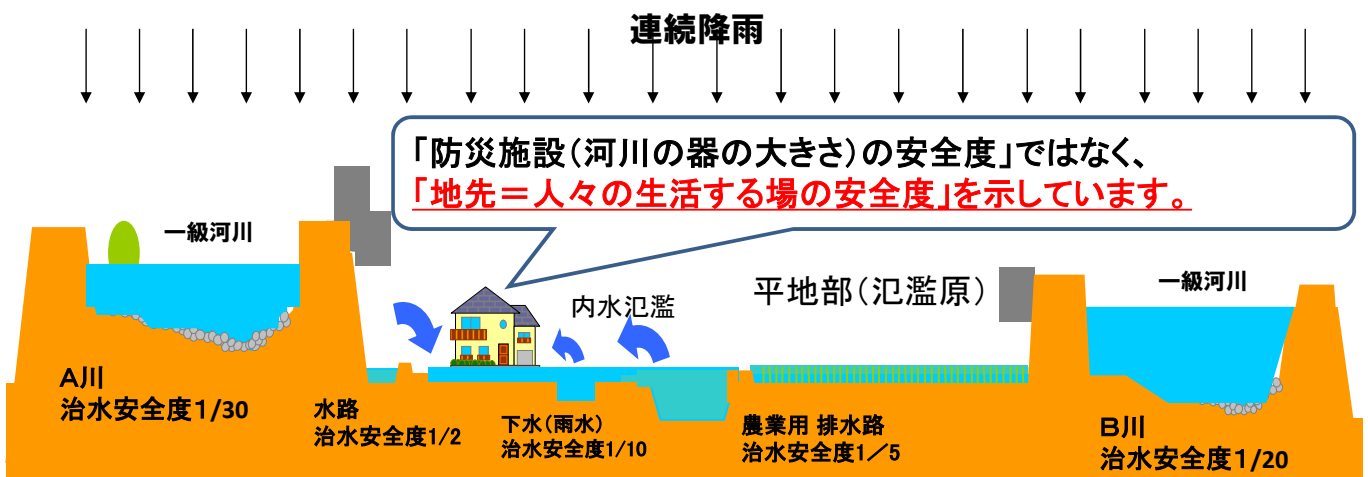 連続降雨
「防災施設(河川の器の大きさ)の安全度」ではなく、
「地先=人々の生活する場の安全度」を示しています。
一級河川
一級河川
平地部(氾濫原)
内水氾濫
A川
治水安全度1/30
水路
治水安全度1/2
下水(雨水)
治水安全度1/10
農業用 排水路
治水安全度1/5
B川
治水安全度1/20